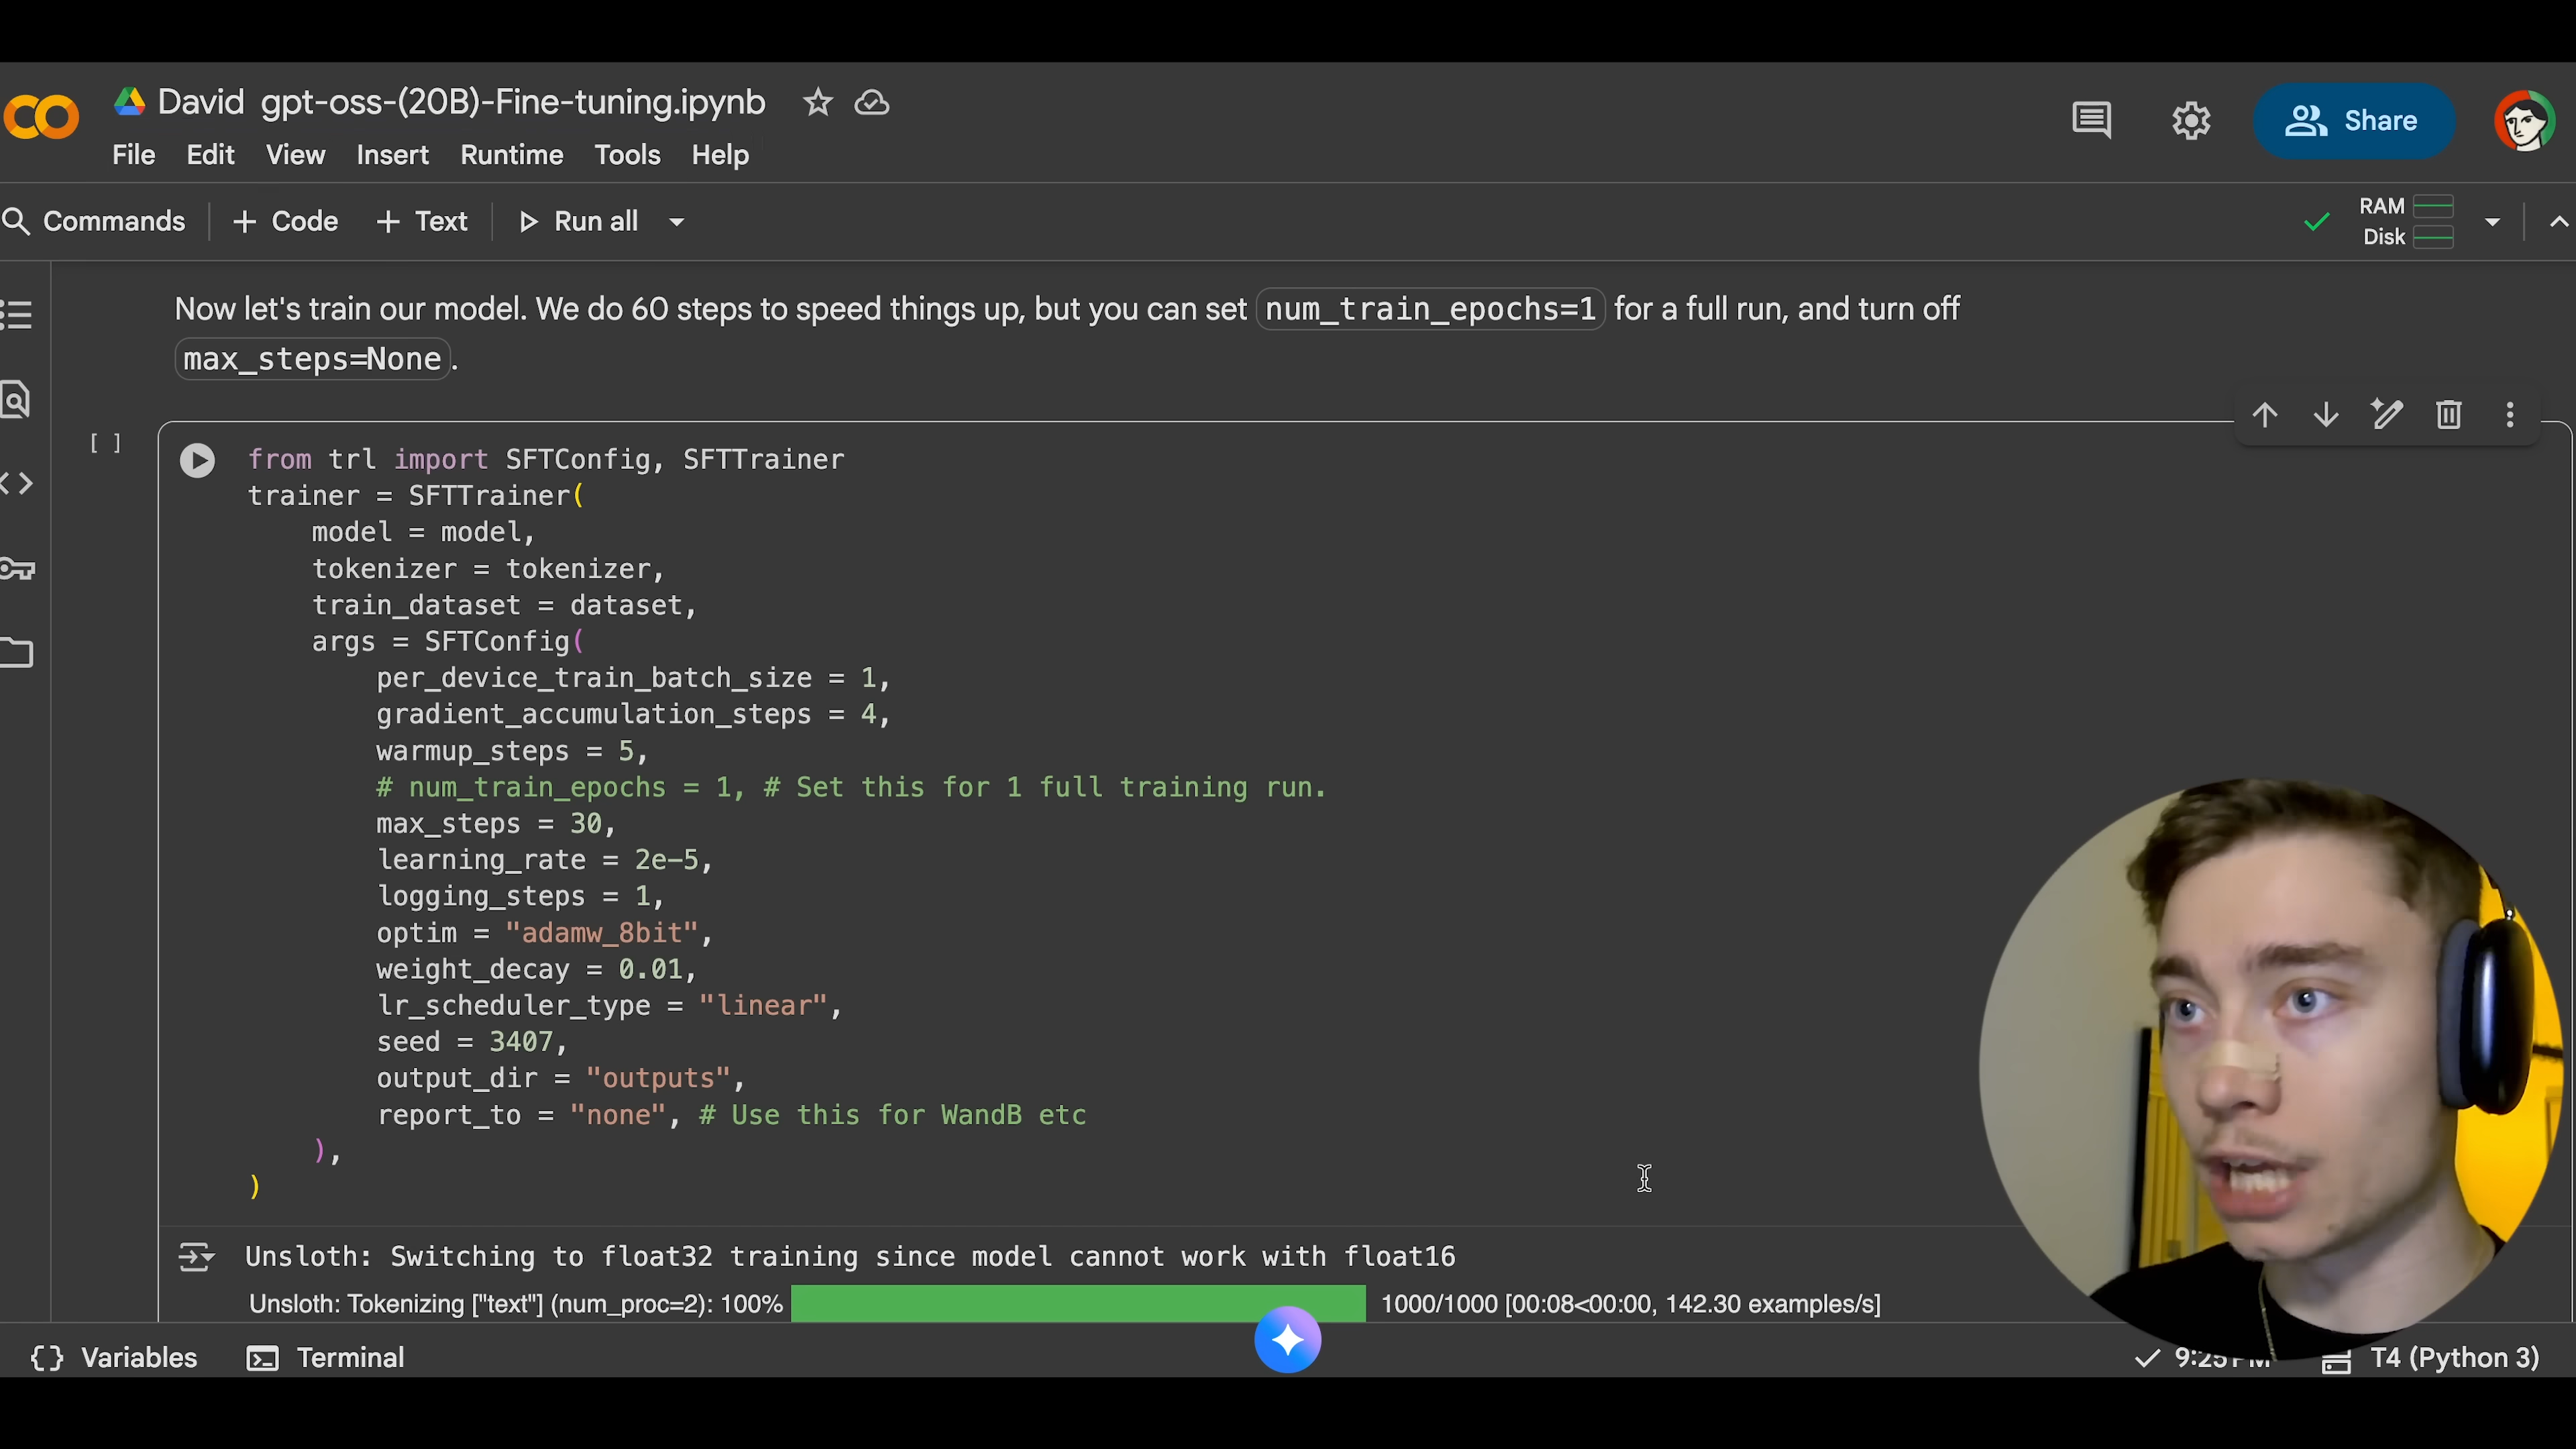 David gpt-oss-(20B)-Fine-tuning.ipynb
File Edit View Insert Runtime Tools Help
Share
Commands + Code + Text Run all
RAM
Disk
Now let's train our model. We do 60 steps to speed things up, but you can set num_train_epochs=1 for a full run, and turn off
max_steps=None.
[ ]
from trl import SFTConfig, SFTTrainer
trainer = SFTTrainer(
    model = model,
    tokenizer = tokenizer,
    train_dataset = dataset,
    args = SFTConfig(
        per_device_train_batch_size = 1,
        gradient_accumulation_steps = 4,
        warmup_steps = 5,
        # num_train_epochs = 1, # Set this for 1 full training run.
        max_steps = 30,
        learning_rate = 2e-5,
        logging_steps = 1,
        optim = "adamw_8bit",
        weight_decay = 0.01,
        lr_scheduler_type = "linear",
        seed = 3407,
        output_dir = "outputs",
        report_to = "none", # Use this for WandB etc
    ),
)
Unsloth: Switching to float32 training since model cannot work with float16
Unsloth: Tokenizing ["text"] (num_proc=2): 100% 1000/1000 [00:08<00:00, 142.30 examples/s]
{} Variables Terminal 9:25 PM T4 (Python 3)